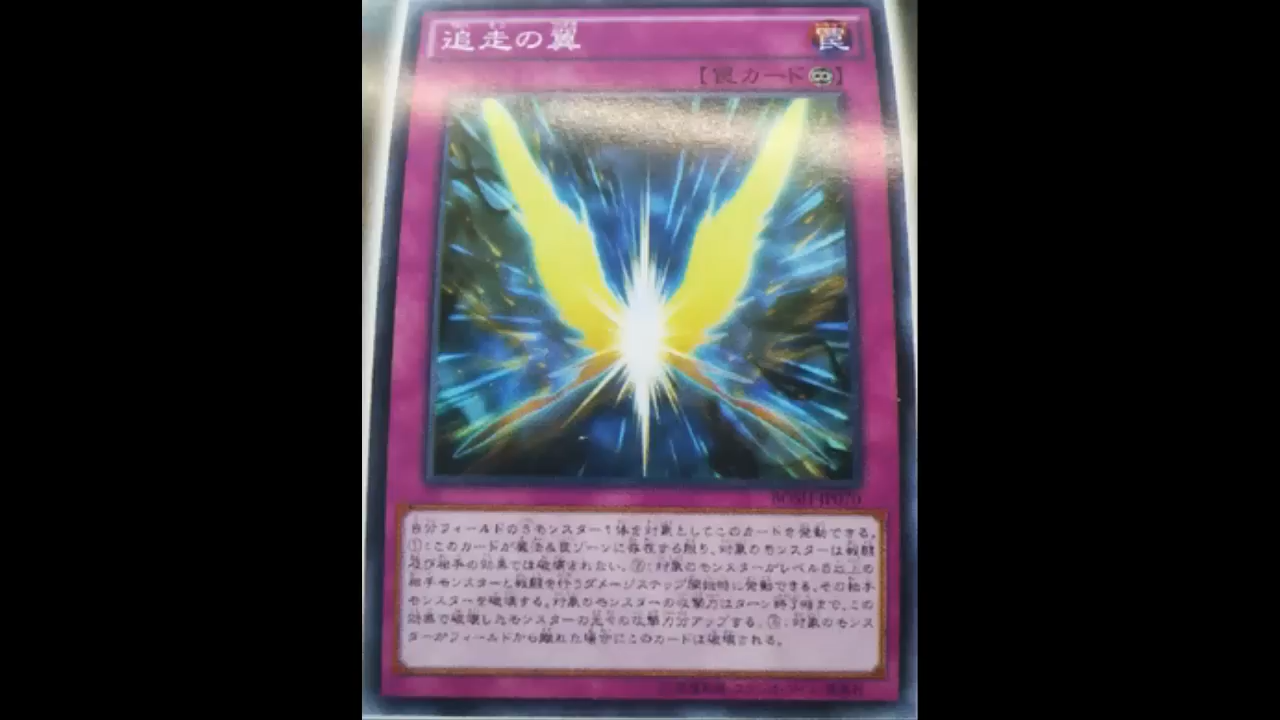 追走の翼
罠
【罠カード】
自分フィールドのSモンスター1体を対象としてこのカードを発動できる。
①：このカードが魔法&罠ゾーンに存在する限り、対象のモンスターは戦闘
及び相手の効果では破壊されない。②：対象のモンスターがレベル5以上の
相手モンスターと戦闘を行うダメージステップ開始時に発動できる。その相手
モンスターを破壊する。対象のモンスターの攻撃力はターン終了時まで、この
効果で破壊したモンスターの元々の攻撃力分アップする。③：対象のモンス
ターがフィールドから離れた場合にこのカードは破壊される。